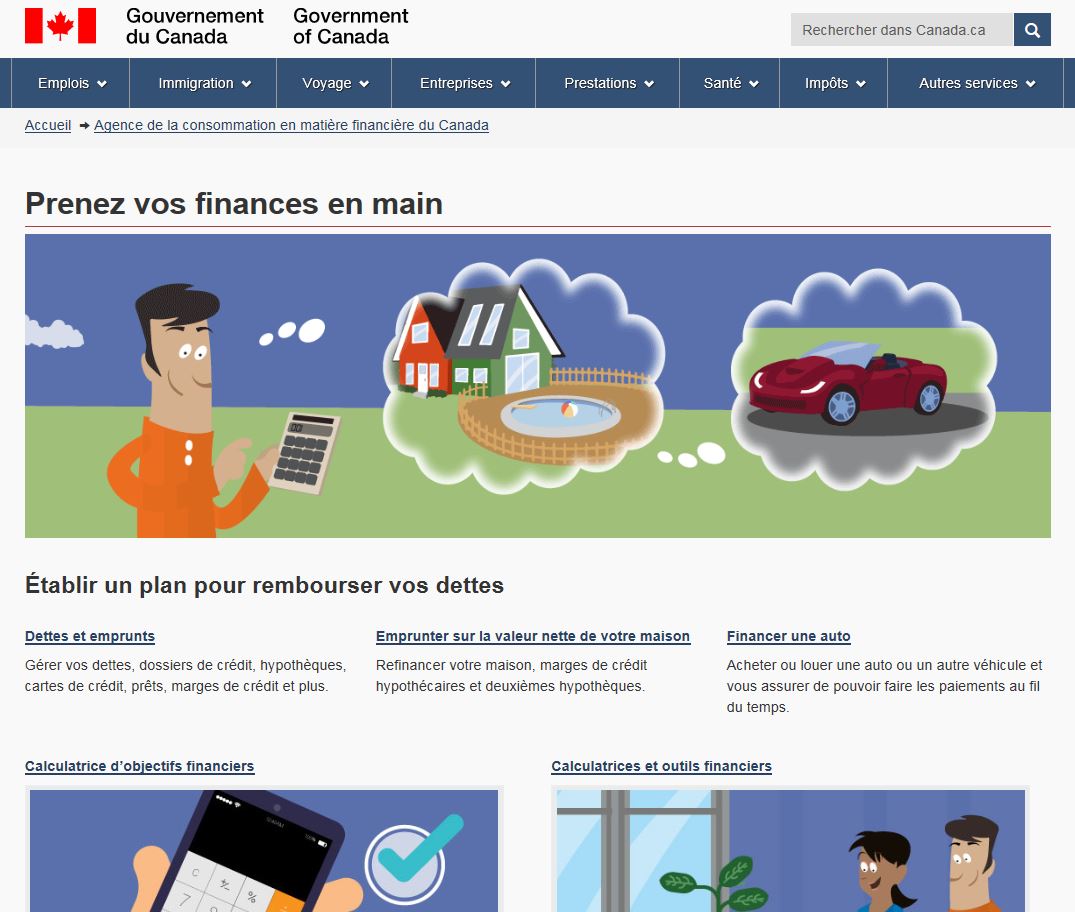 Gouvernement
du Canada
Government
of Canada
Rechercher dans Canada.ca
Emplois
Immigration
Voyage
Entreprises
Prestations
Santé
Impôts
Autres services
Accueil
Agence de la consommation en matière financière du Canada
Prenez vos finances en main
Établir un plan pour rembourser vos dettes
Dettes et emprunts
Gérer vos dettes, dossiers de crédit, hypothèques,
cartes de crédit, prêts, marges de crédit et plus.
Emprunter sur la valeur nette de votre maison
Refinancer votre maison, marges de crédit
hypothécaires et deuxièmes hypothèques.
Financer une auto
Acheter ou louer une auto ou un autre véhicule et
vous assurer de pouvoir faire les paiements au fil
du temps.
Calculatrice d’objectifs financiers
Calculatrices et outils financiers
C
%
7